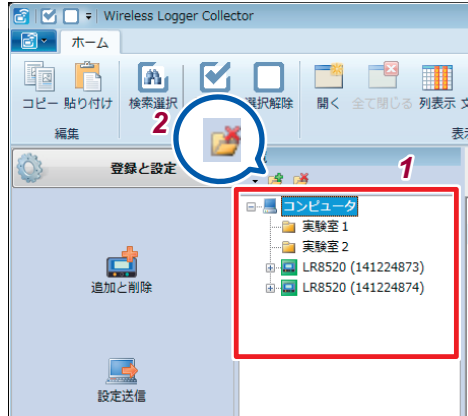 Wireless Logger Collector
ホーム
コピー 貼り付け 検索選択 選択解除 開く 全て閉じる 列表示
編集
2
登録と設定
1
コンピュータ
実験室 1
実験室 2
追加と削除
LR8520 (141224873)
LR8520 (141224874)
設定送信